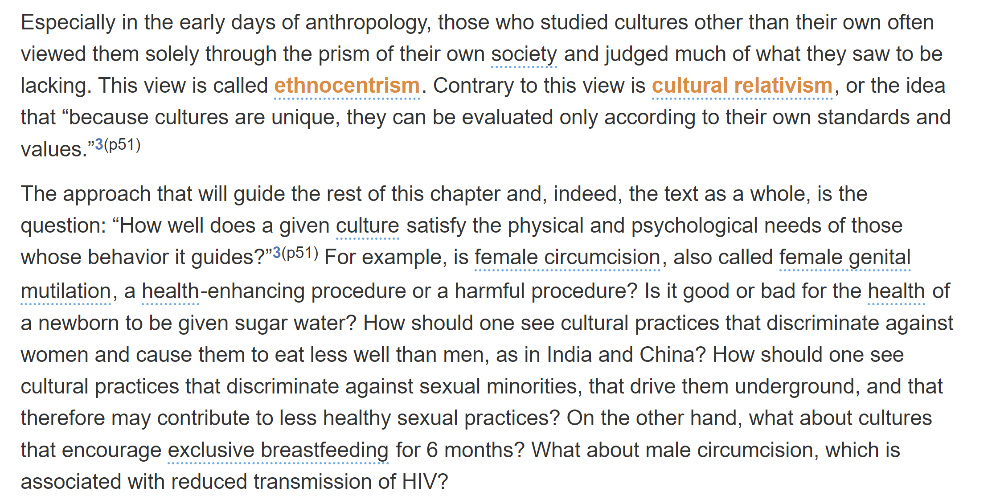 Especially in the early days of anthropology, those who studied cultures other than their own often
viewed them solely through the prism of their own society and judged much of what they saw to be
lacking. This view is called ethnocentrism. Contrary to this view is cultural relativism, or the idea
that “because cultures are unique, they can be evaluated only according to their own standards and
values.”3(p51)
The approach that will guide the rest of this chapter and, indeed, the text as a whole, is the
question: “How well does a given culture satisfy the physical and psychological needs of those
whose behavior it guides?”3(p51) For example, is female circumcision, also called female genital
mutilation, a health-enhancing procedure or a harmful procedure? Is it good or bad for the health of
a newborn to be given sugar water? How should one see cultural practices that discriminate against
women and cause them to eat less well than men, as in India and China? How should one see
cultural practices that discriminate against sexual minorities, that drive them underground, and that
therefore may contribute to less healthy sexual practices? On the other hand, what about cultures
that encourage exclusive breastfeeding for 6 months? What about male circumcision, which is
associated with reduced transmission of HIV?